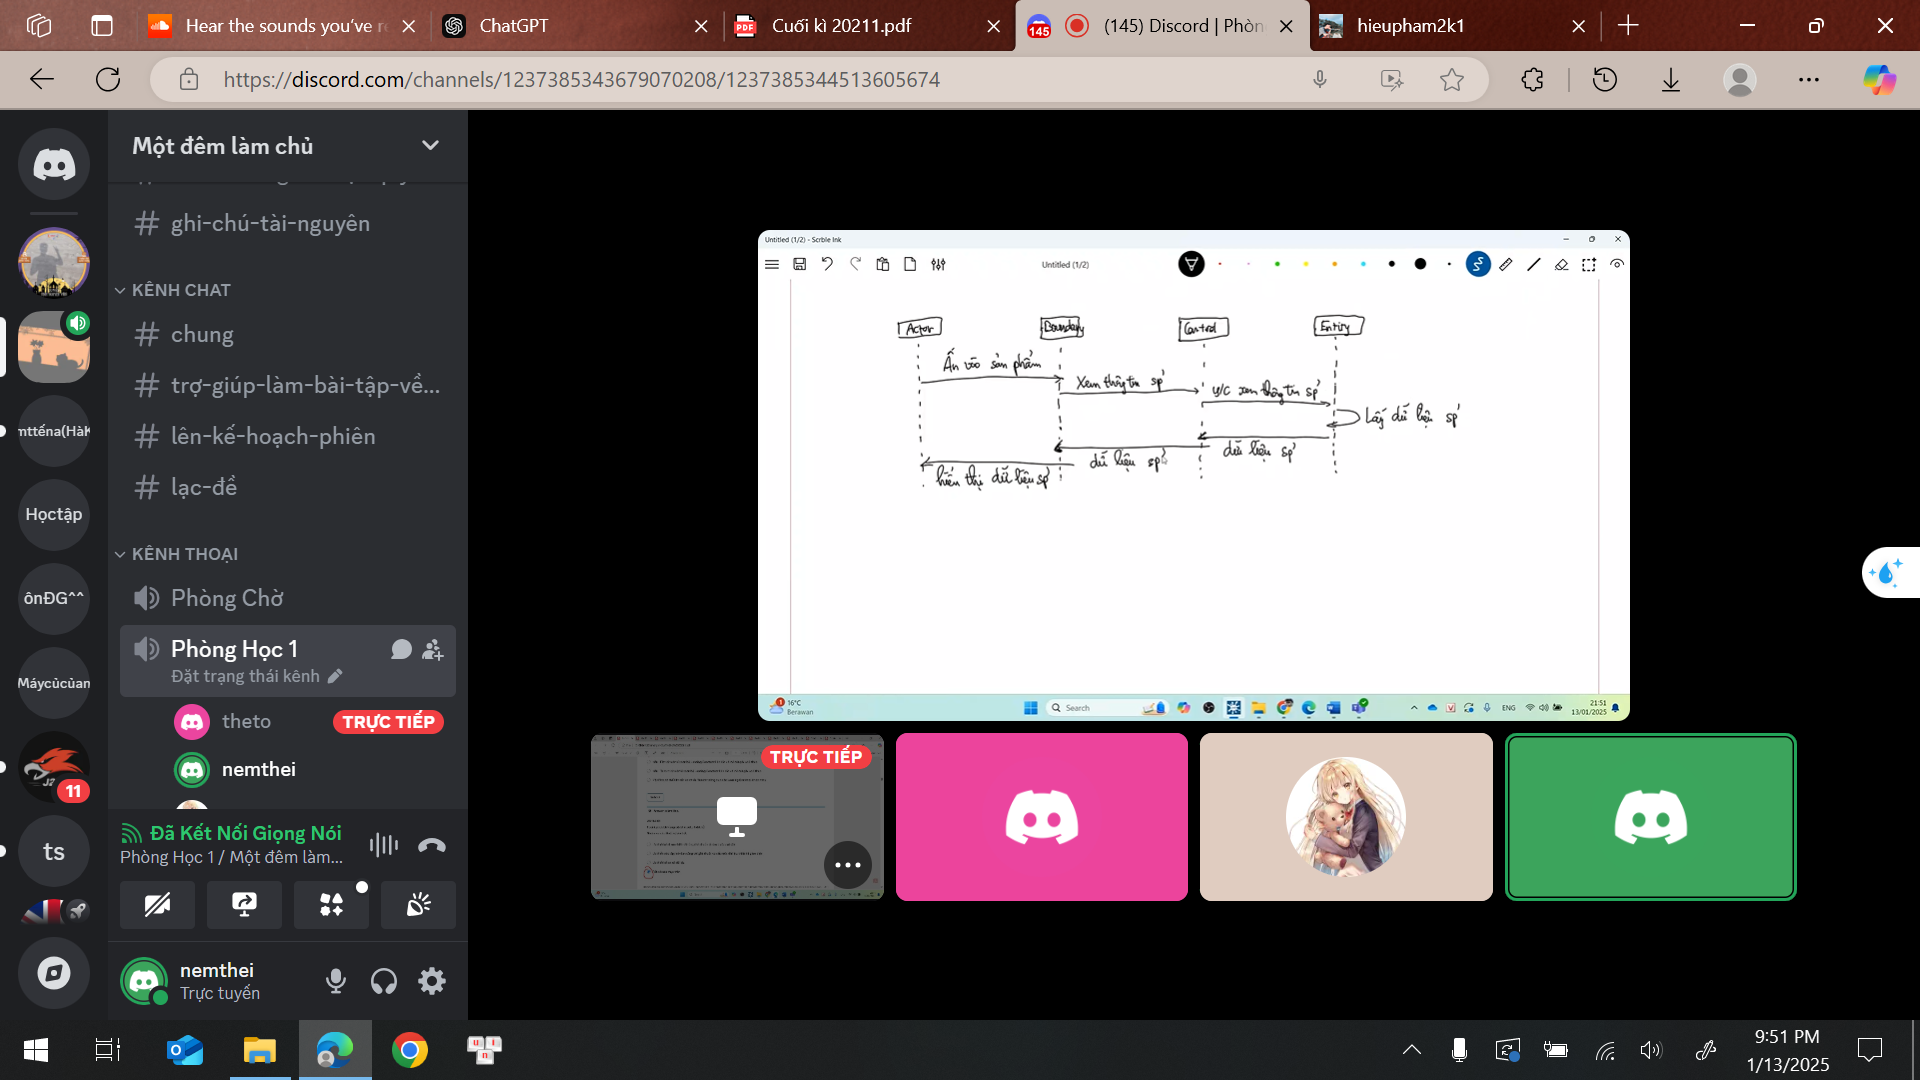 Hear the sounds you've re
ChatGPT
PDF
Cuối kì 20211.pdf
145
(145) Discord | Phòn
hieupham2k1
https://discord.com/channels/1237385343679070208/1237385344513605674
Một đêm làm chủ
ghi-chú-tài-nguyên
KÊNH CHAT
chung
trợ-giúp-làm-bài-tập-về...
lên-kế-hoạch-phiên
lạc-đề
KÊNH THOẠI
Phòng Chờ
Phòng Học 1
Đặt trạng thái kênh
theto
TRỰC TIẾP
nemthei
Họctập
ônĐG^^
Máycủcủan
11
ts
Đã Kết Nối Giọng Nói
Phòng Học 1 / Một đêm làm...
nemthei
Trực tuyến
Untitled (1/2) - Scrble Ink
Untitled (1/2)
Actor
Boundary
Control
Entity
Ấn vào sản phẩm
Xem thông tin sp
y/c xem thông tin sp
Lấy dữ liệu sp
dữ liệu sp
dữ liệu sp
hiển thị dữ liệu sp
16°C
Berawan
Search
ENG
21:51
13/01/2025
TRỰC TIẾP
9:51 PM
1/13/2025